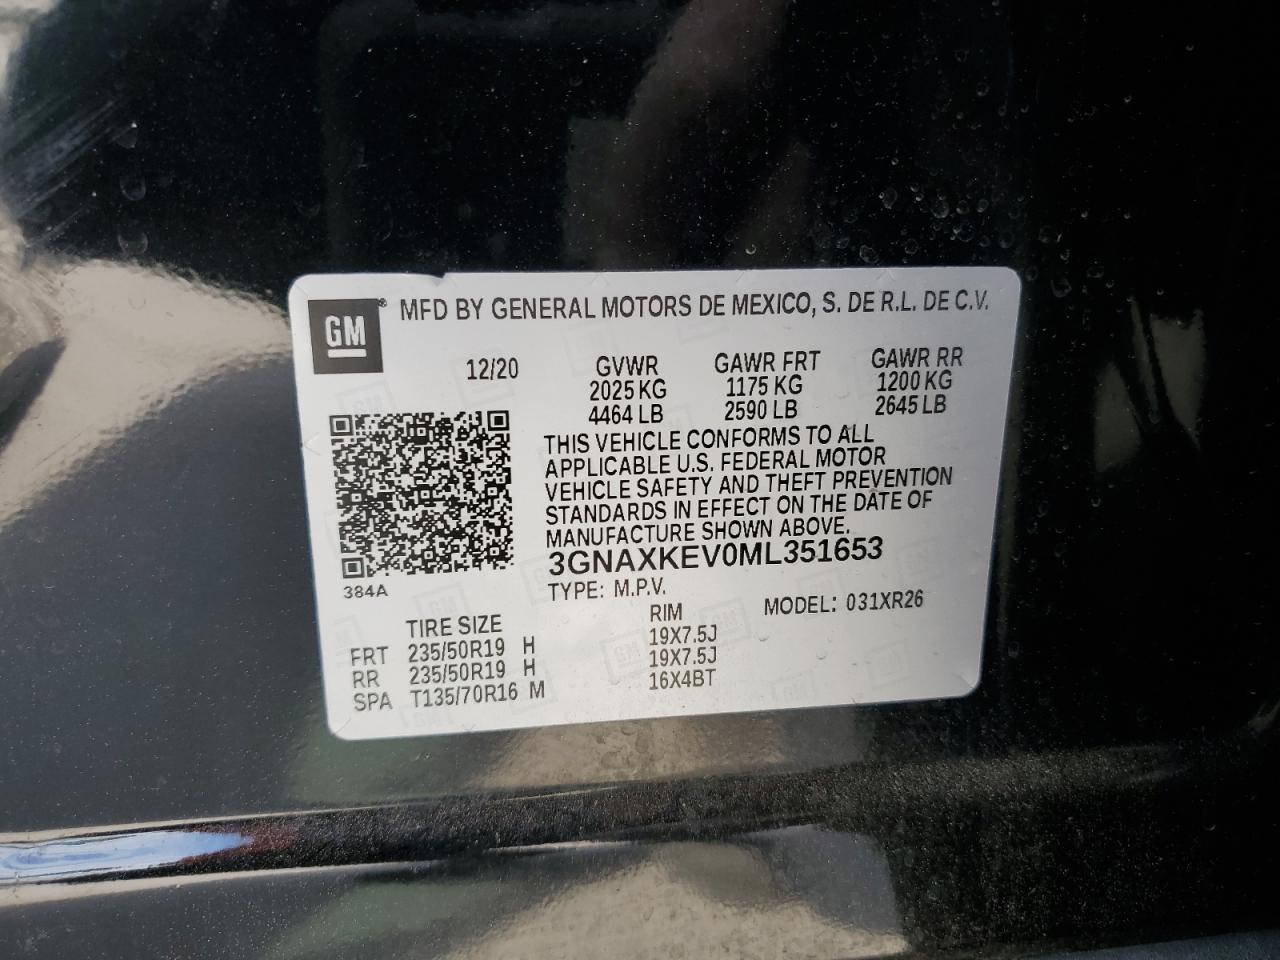 GM ® MFD BY GENERAL MOTORS DE MEXICO, S. DE R.L. DE C.V.
12/20 GVWR GAWR FRT GAWR RR
2025 KG 1175 KG 1200 KG
4464 LB 2590 LB 2645 LB
THIS VEHICLE CONFORMS TO ALL
APPLICABLE U.S. FEDERAL MOTOR
VEHICLE SAFETY AND THEFT PREVENTION
STANDARDS IN EFFECT ON THE DATE OF
MANUFACTURE SHOWN ABOVE.
3GNAXKEV0ML351653
384A
TYPE: M.P.V. MODEL: 031XR26
TIRE SIZE RIM
FRT 235/50R19 H 19X7.5J
RR 235/50R19 H 19X7.5J
SPA T135/70R16 M 16X4BT